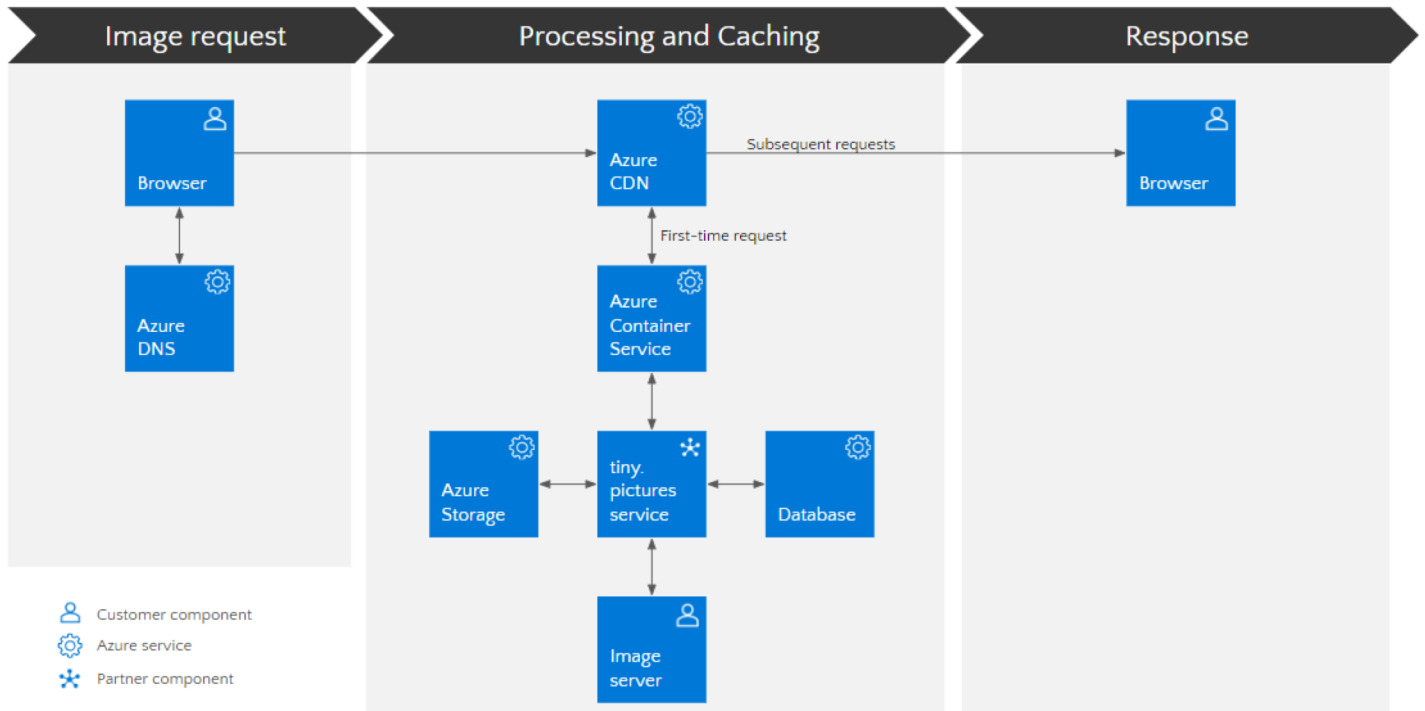 Image request
Processing and Caching
Response
Browser
Azure
CDN
Subsequent requests
Browser
First-time request
Azure
DNS
Azure
Container
Service
Azure
Storage
tiny.
pictures
service
Database
Image
server
Customer component
Azure service
Partner component